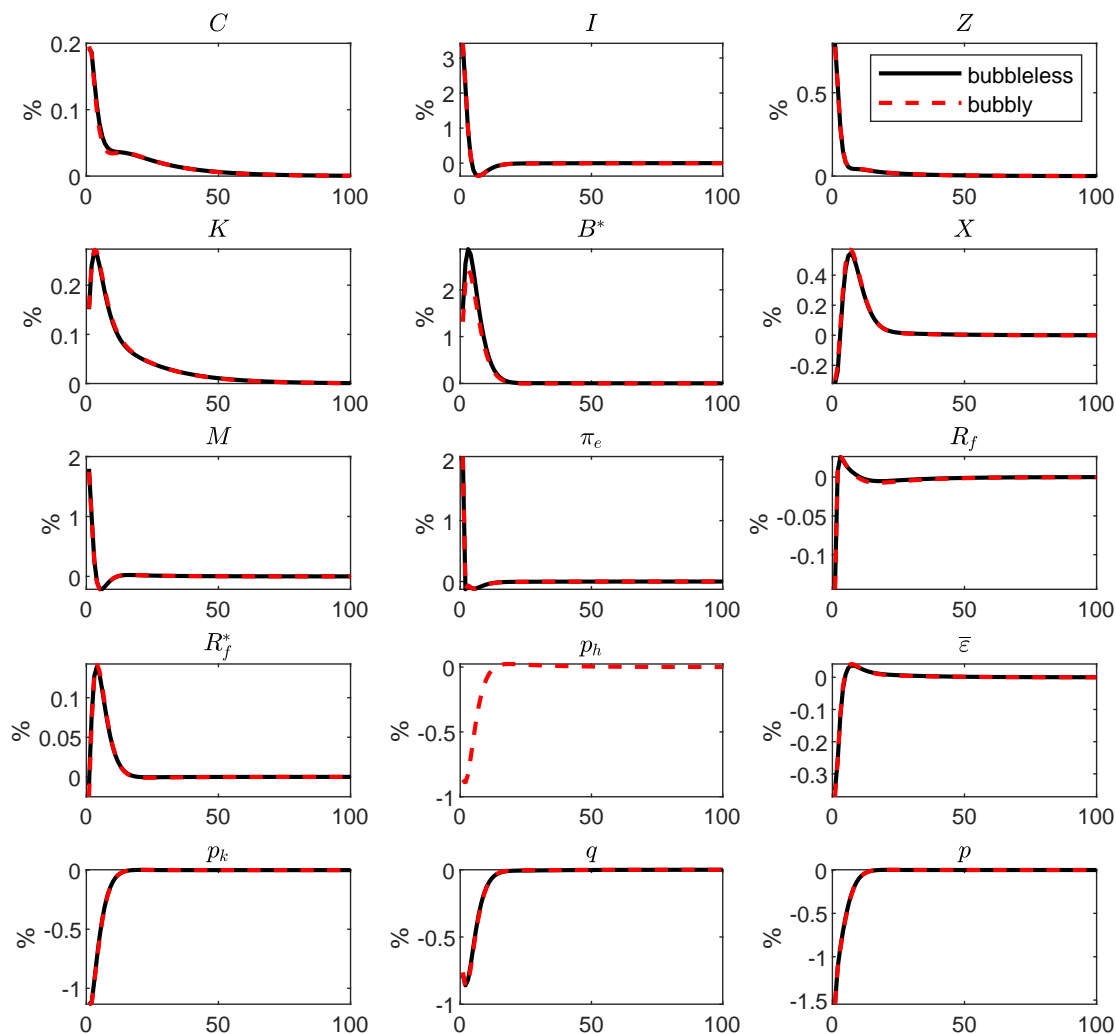 C I Z
0.2 0.1 0 % 0 50 100
3 2 1 0 % 0 50 100
0.5 0 % 0 50 100
bubbleless
bubbly
K B* X
0.2 0.1 0 % 0 50 100
2 1 0 % 0 50 100
0.4 0.2 0 -0.2 % 0 50 100
M π_e R_f
2 1 0 % 0 50 100
2 1 0 % 0 50 100
0 -0.05 -0.1 % 0 50 100
R_f^* p_h ε̅
0.1 0.05 0 % 0 50 100
0 -0.5 -1 % 0 50 100
0 -0.1 -0.2 -0.3 % 0 50 100
p_k q p
0 -0.5 -1 % 0 50 100
0 -0.5 -1 % 0 50 100
0 -0.5 -1 -1.5 % 0 50 100